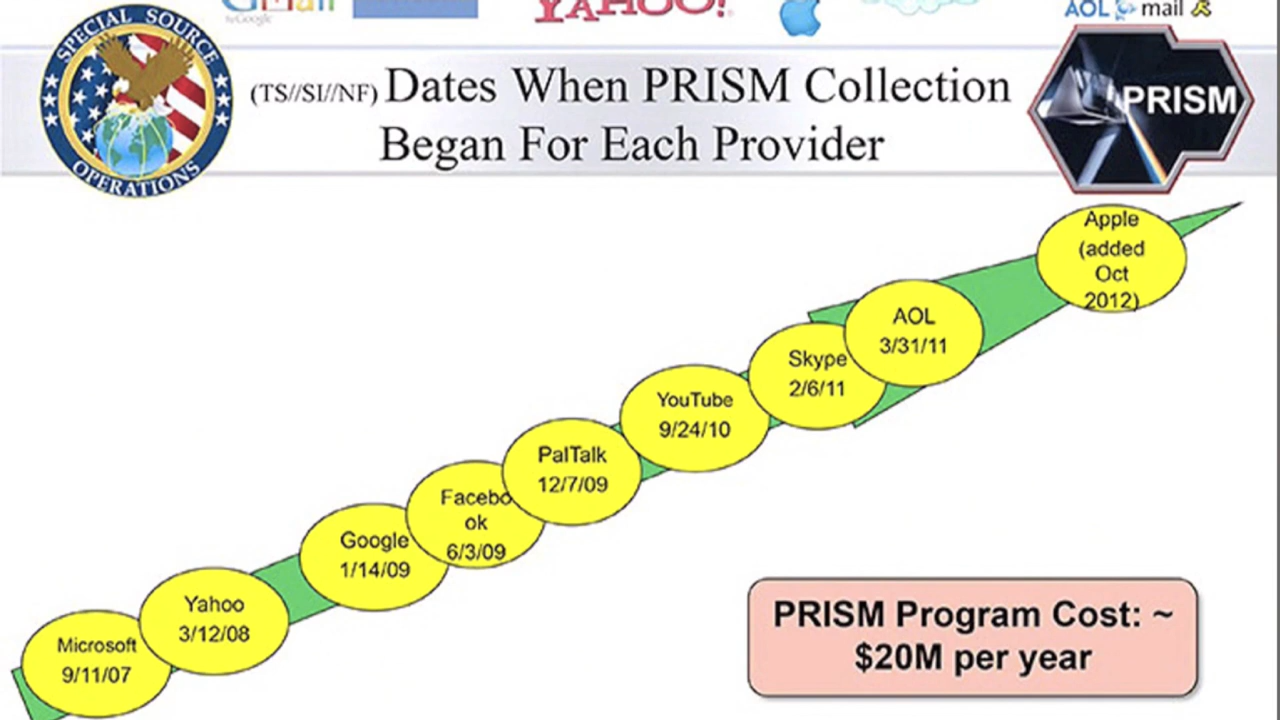 Gmail
by Google
YAHOO!
AOL mail
SPECIAL SOURCE
OPERATIONS
(TS//SI//NF) Dates When PRISM Collection
Began For Each Provider
PRISM
Apple
(added
Oct
2012)
AOL
3/31/11
Skype
2/6/11
YouTube
9/24/10
PalTalk
12/7/09
Facebo
ok
6/3/09
Google
1/14/09
Yahoo
3/12/08
Microsoft
9/11/07
PRISM Program Cost: ~
$20M per year